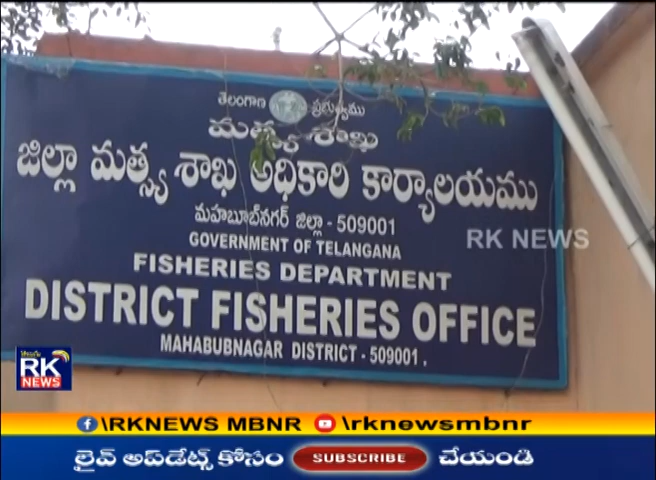 తెలంగాణ ప్రభుత్వము
మత్స్యశాఖ
జిల్లా మత్స్య శాఖ అధికారి కార్యాలయము
మహబూబ్‌నగర్ జిల్లా - 509001
GOVERNMENT OF TELANGANA
RK NEWS
FISHERIES DEPARTMENT
DISTRICT FISHERIES OFFICE
MAHABUBNAGAR DISTRICT - 509001.
RK
NEWS
\RKNEWS MBNR \rknewsmbnr
లైవ్ అప్‌డేట్స్ కోసం SUBSCRIBE చేయండి